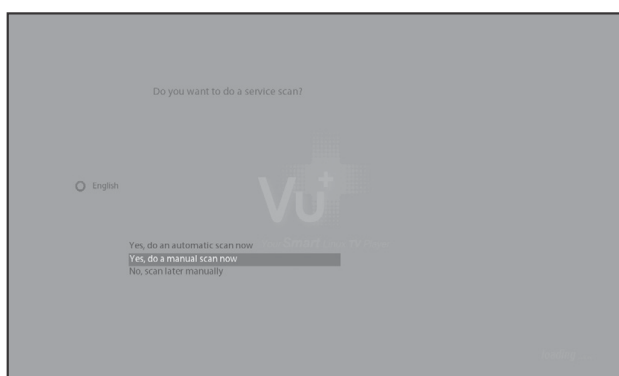 Do you want to do a service scan?
English
Vu+
Yes, do an automatic scan now
Smart
Yes, do a manual scan now
No, scan later manually